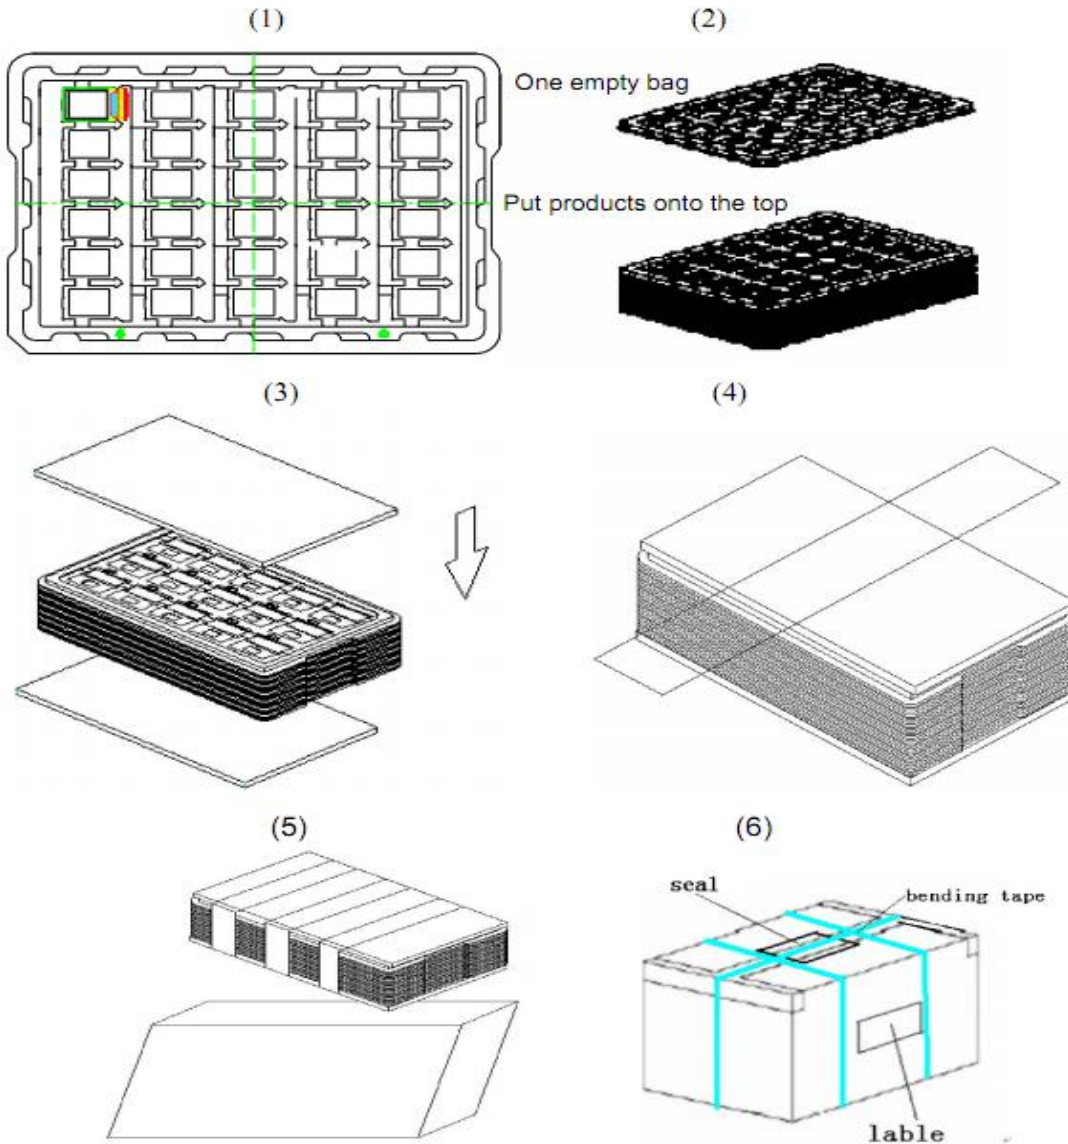 (1)
(2)
One empty bag
Put products onto the top
(3)
(4)
(5)
(6)
seal
bending tape
lable